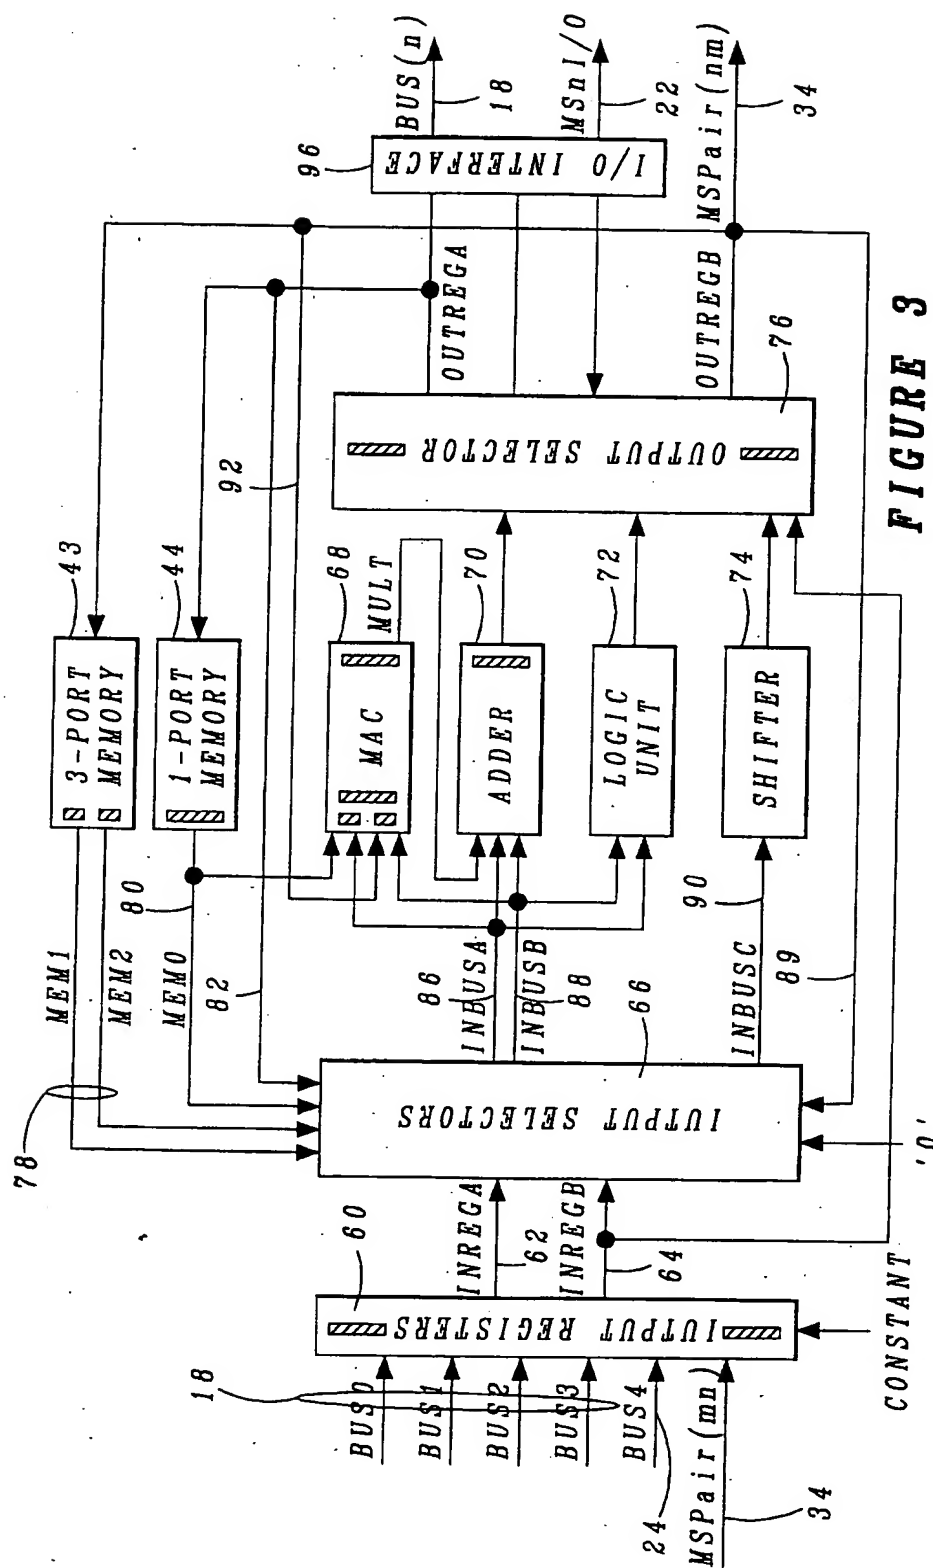 78
MEM1
MEM2
3-PORT
MEMORY
43
80
MEM0
1-PORT
MEMORY
44
82
92
96
18
BUS0
BUS1
BUS2
BUS3
BUS4
24
MSPair(mn)
34
60
IUTPUT REGISTERS
CONSTANT
INREGA
62
INREGB
64
IUTPUT SELECTORS
66
'0'
86
INBUSA
INBUSB
88
INBUSC
90
89
MAC
68
MULT
ADDER
70
LOGIC
UNIT
72
SHIFTER
74
OUTPUT SELECTOR
76
OUTREGA
OUTREGB
I/O INTERFACE
BUS(n)
18
MSnI/O
22
MSPair(nm)
34
FIGURE 3